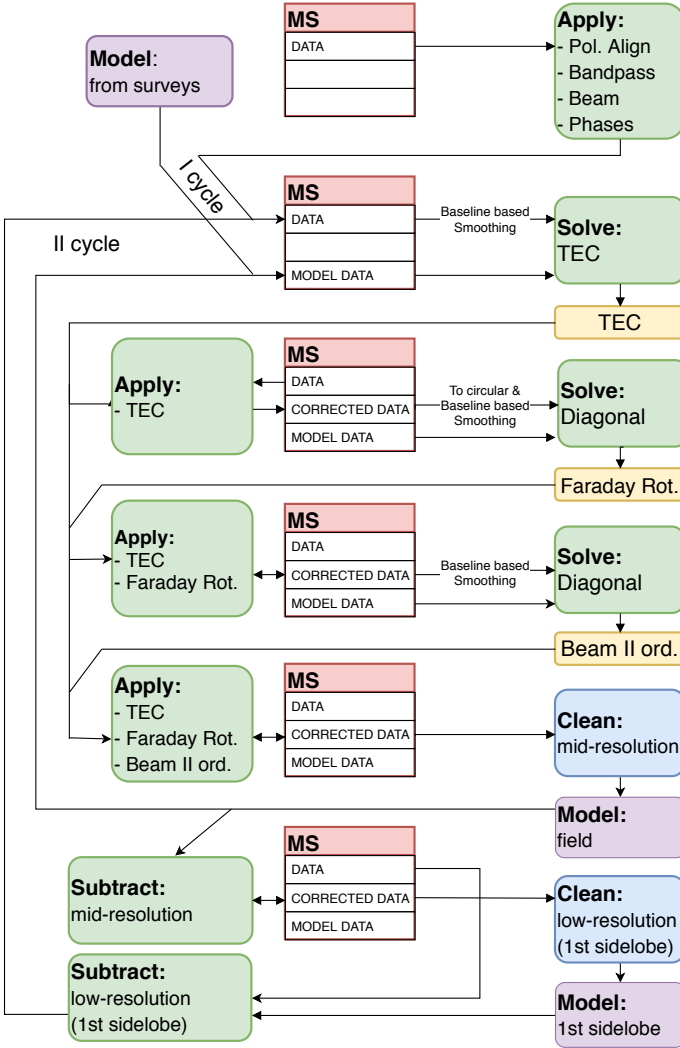 MS
DATA
Apply:
- Pol. Align
- Bandpass
- Beam
- Phases
Model:
from surveys
I cycle
II cycle
MS
DATA
MODEL DATA
Baseline based
Smoothing
Solve:
TEC
TEC
Apply:
- TEC
MS
DATA
CORRECTED DATA
MODEL DATA
To circular &
Baseline based
Smoothing
Solve:
Diagonal
Faraday Rot.
Apply:
- TEC
- Faraday Rot.
MS
DATA
CORRECTED DATA
MODEL DATA
Baseline based
Smoothing
Solve:
Diagonal
Beam II ord.
Apply:
- TEC
- Faraday Rot.
- Beam II ord.
MS
DATA
CORRECTED DATA
MODEL DATA
Clean:
mid-resolution
Model:
field
Subtract:
mid-resolution
MS
DATA
CORRECTED DATA
MODEL DATA
Clean:
low-resolution
(1st sidelobe)
Subtract:
low-resolution
(1st sidelobe)
Model:
1st sidelobe